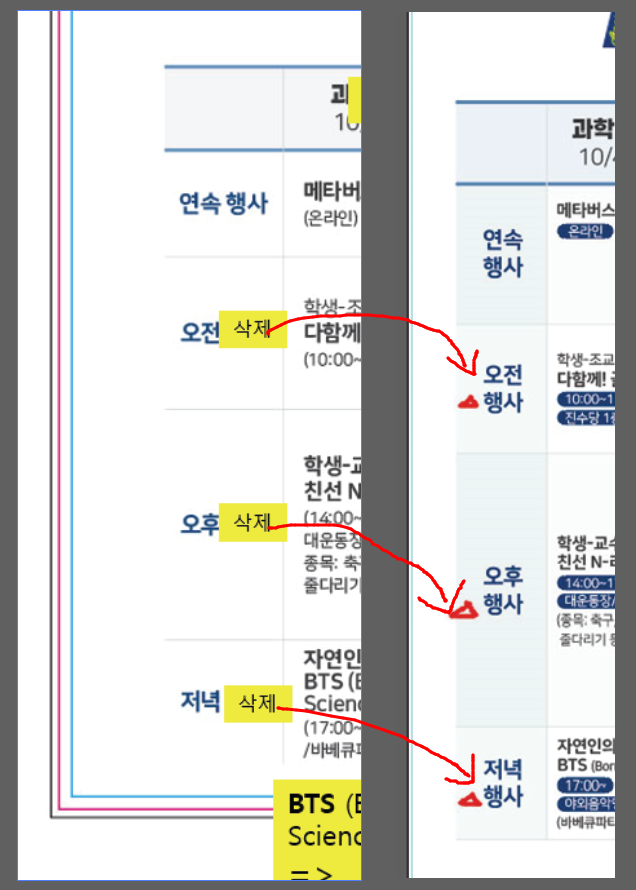 과
10/
연속 행사
메타버
(온라인)
오전
삭제
학생-조
다함께
(10:00~
오후
삭제
학생-교
친선 N
(14:00~
대운동장
종목: 축구
줄다리기
저녁
삭제
자연인
BTS (B
Scienc
(17:00~
/바베큐파
BTS (B
Scienc
=>
과학
10/4
연속
행사
메타버스
온라인
오전
행사
학생-조교
다함께!
10:00~1
진수당 1층
오후
행사
학생-교수
친선 N-리
14:00~1
대운동장/
(종목: 축구,
줄다리기 등
저녁
행사
자연인의
BTS (Bor
17:00~
야외음악당
(바베큐파티